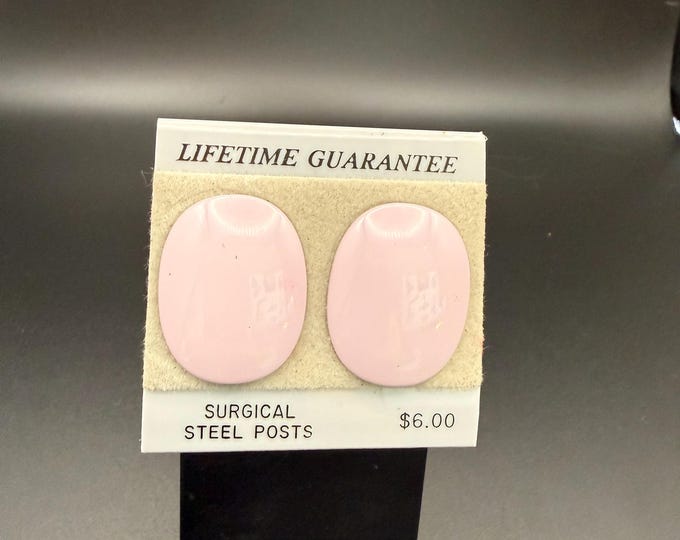 LIFETIME GUARANTEE
SURGICAL
STEEL POSTS
$6.00